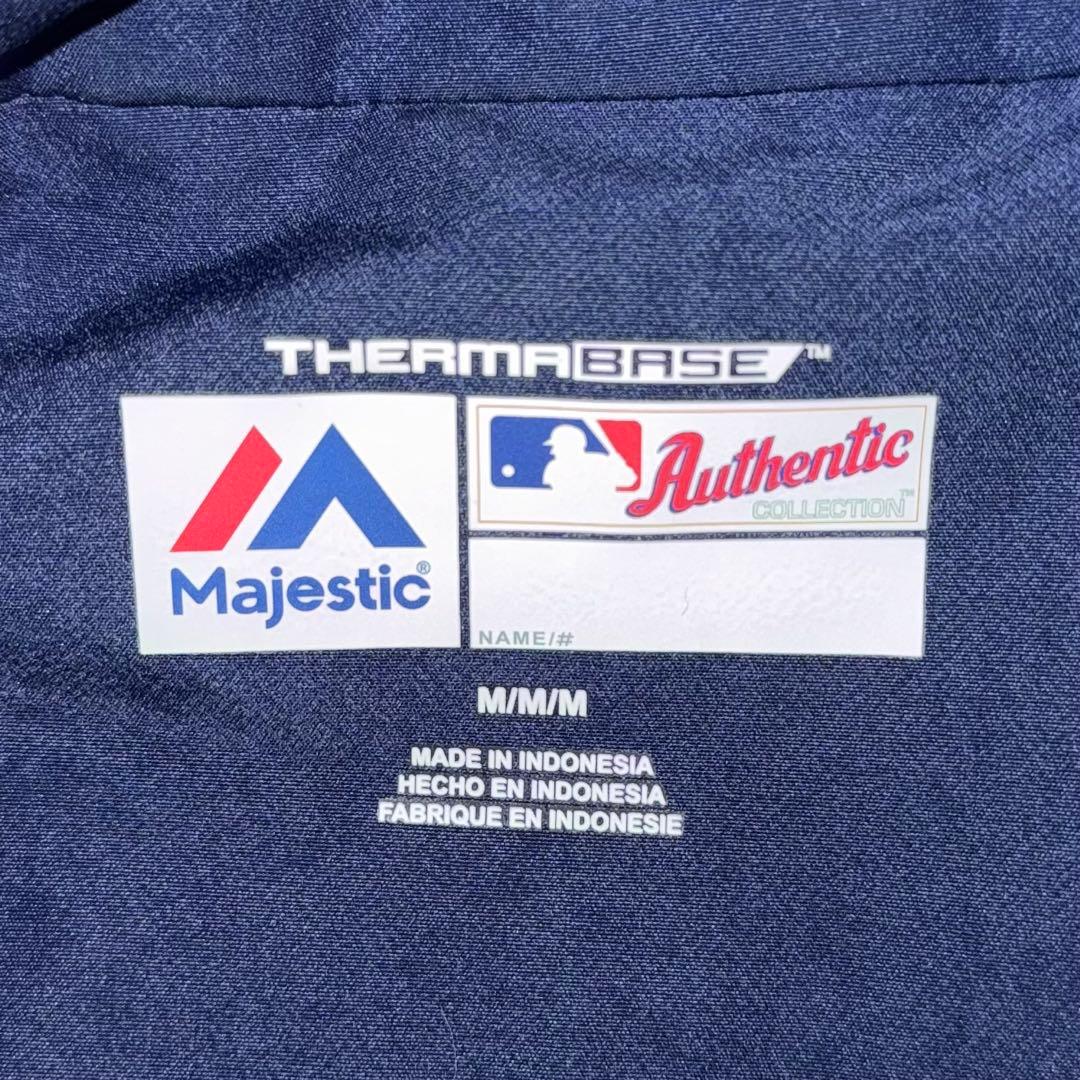 THERMABASE™
Majestic®
Authentic
COLLECTION™
NAME/#
M/M/M
MADE IN INDONESIA
HECHO EN INDONESIA
FABRIQUE EN INDONESIE